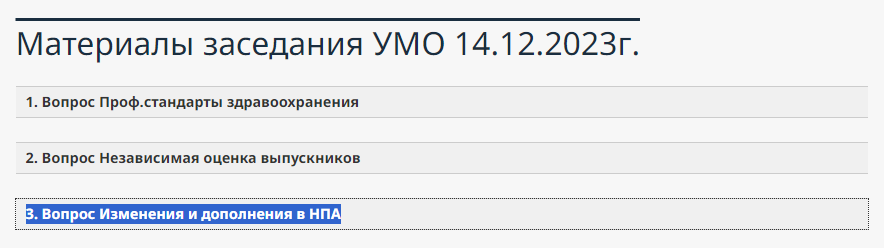 Материалы заседания УМО 14.12.2023г.
1. Вопрос Проф.стандарты здравоохранения
2. Вопрос Независимая оценка выпускников
3. Вопрос Изменения и дополнения в НПА